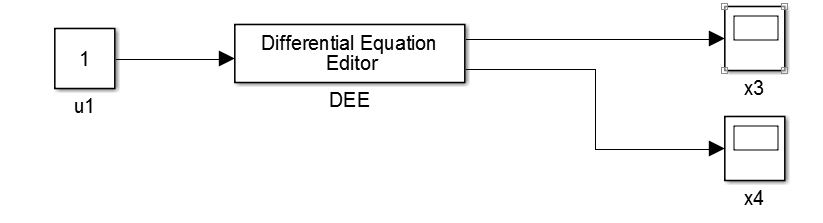 1
u1
Differential Equation
Editor
DEE
x3
x4